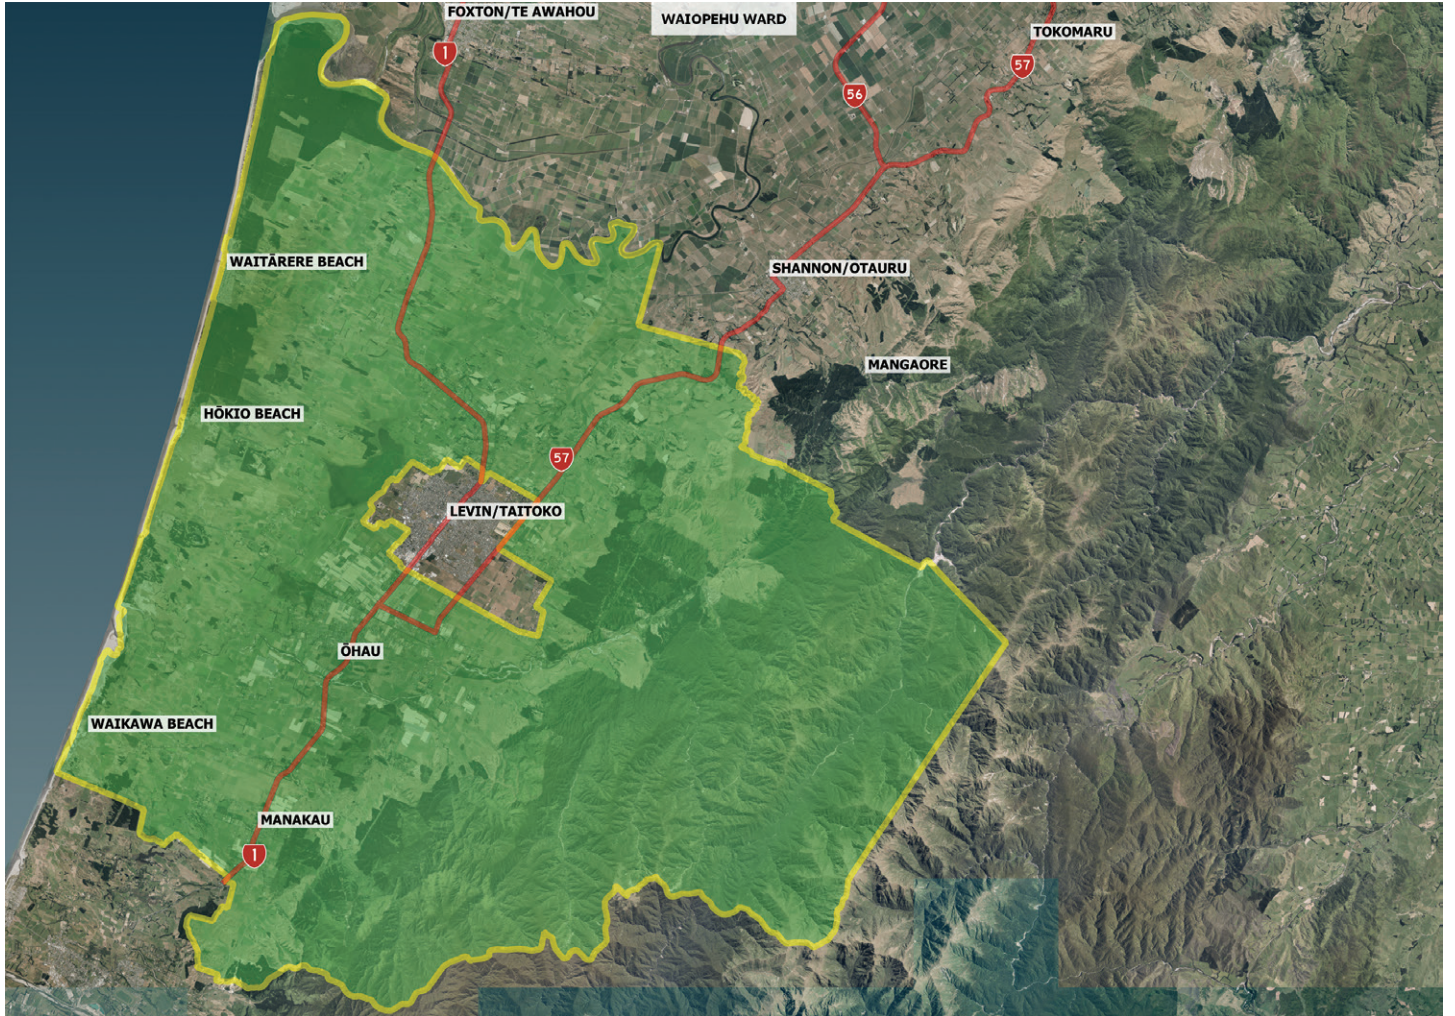 FOXTON/TE AWAHOU
WAIOPEHU WARD
TOKOMARU
1
57
56
WAITĀRERE BEACH
SHANNON/OTAURU
MANGAORE
HŌKIO BEACH
57
LEVIN/TAITOKO
ŌHAU
WAIKAWA BEACH
MANAKAU
1